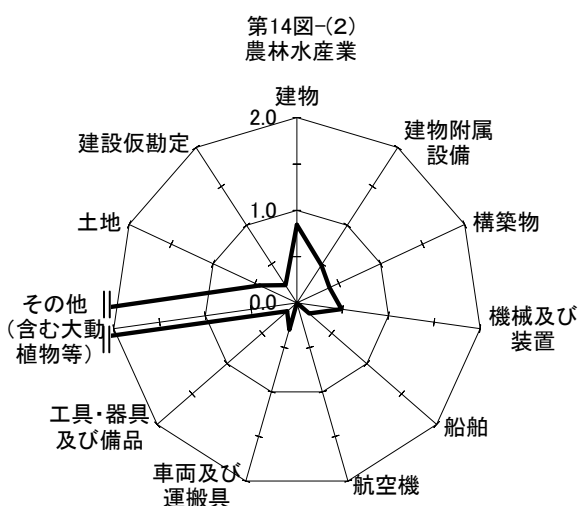 第14図-(2)
農林水産業
建物
2.0
建設仮勘定
建物附属
設備
土地
1.0
構築物
その他
(含む大動
植物等)
0.0
機械及び
装置
工具・器具
及び備品
船舶
車両及び
運搬具
航空機